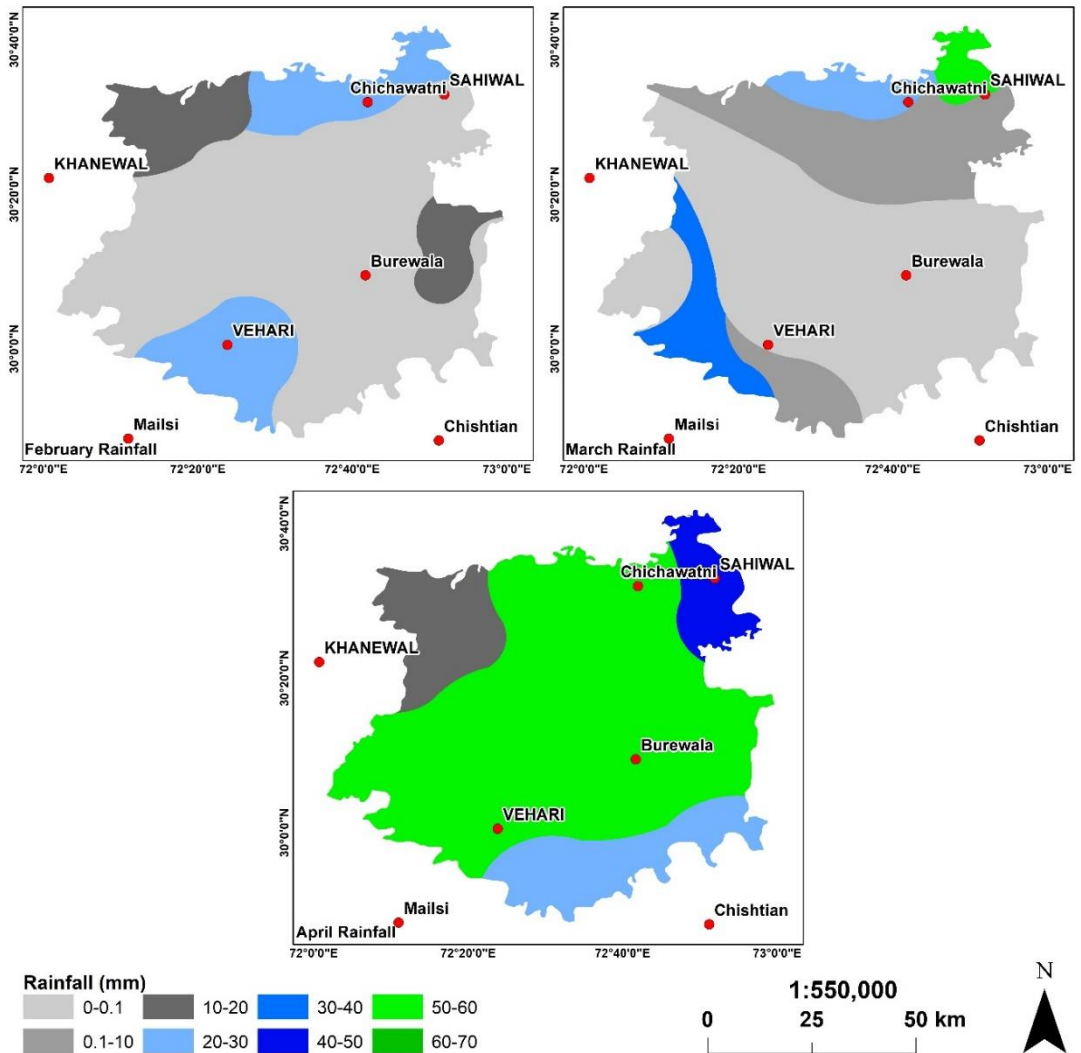 30°40'0"N
30°20'0"N
30°0'0"N
Chichawatni
SAHIWAL
KHANEWAL
Burewala
VEHARI
Mailsi
Chishtian
February Rainfall
72°0'0"E
72°20'0"E
72°40'0"E
73°0'0"E
30°40'0"N
30°20'0"N
30°0'0"N
Chichawatni
SAHIWAL
KHANEWAL
Burewala
VEHARI
Mailsi
Chishtian
March Rainfall
72°0'0"E
72°20'0"E
72°40'0"E
73°0'0"E
30°40'0"N
30°20'0"N
30°0'0"N
Chichawatni
SAHIWAL
KHANEWAL
Burewala
VEHARI
Mailsi
Chishtian
April Rainfall
72°0'0"E
72°20'0"E
72°40'0"E
73°0'0"E
Rainfall (mm)
0-0.1
10-20
30-40
50-60
0.1-10
20-30
40-50
60-70
1:550,000
0 25 50 km
N